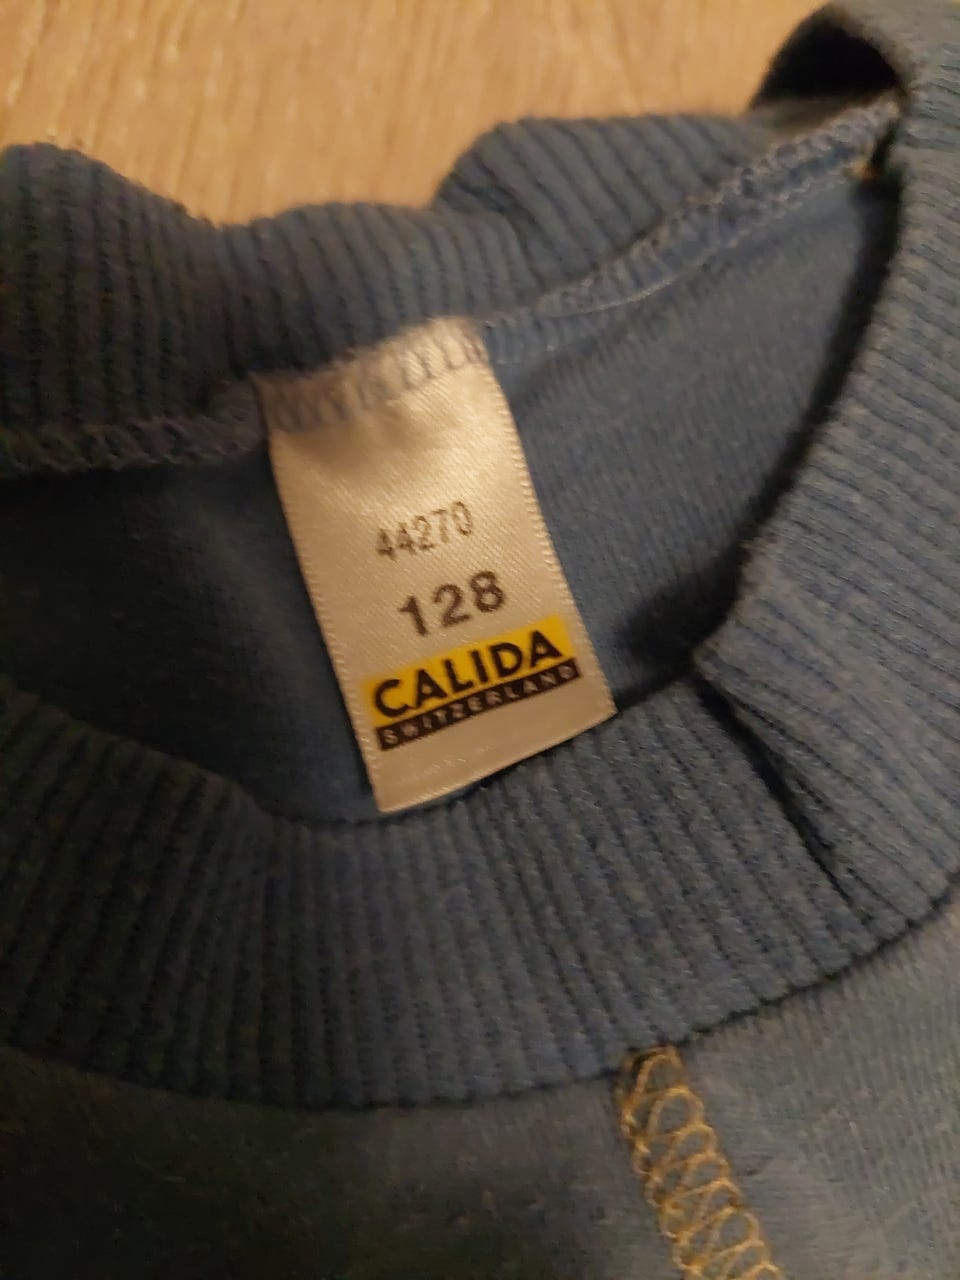 44270
128
CALIDA
SWITZERLAND